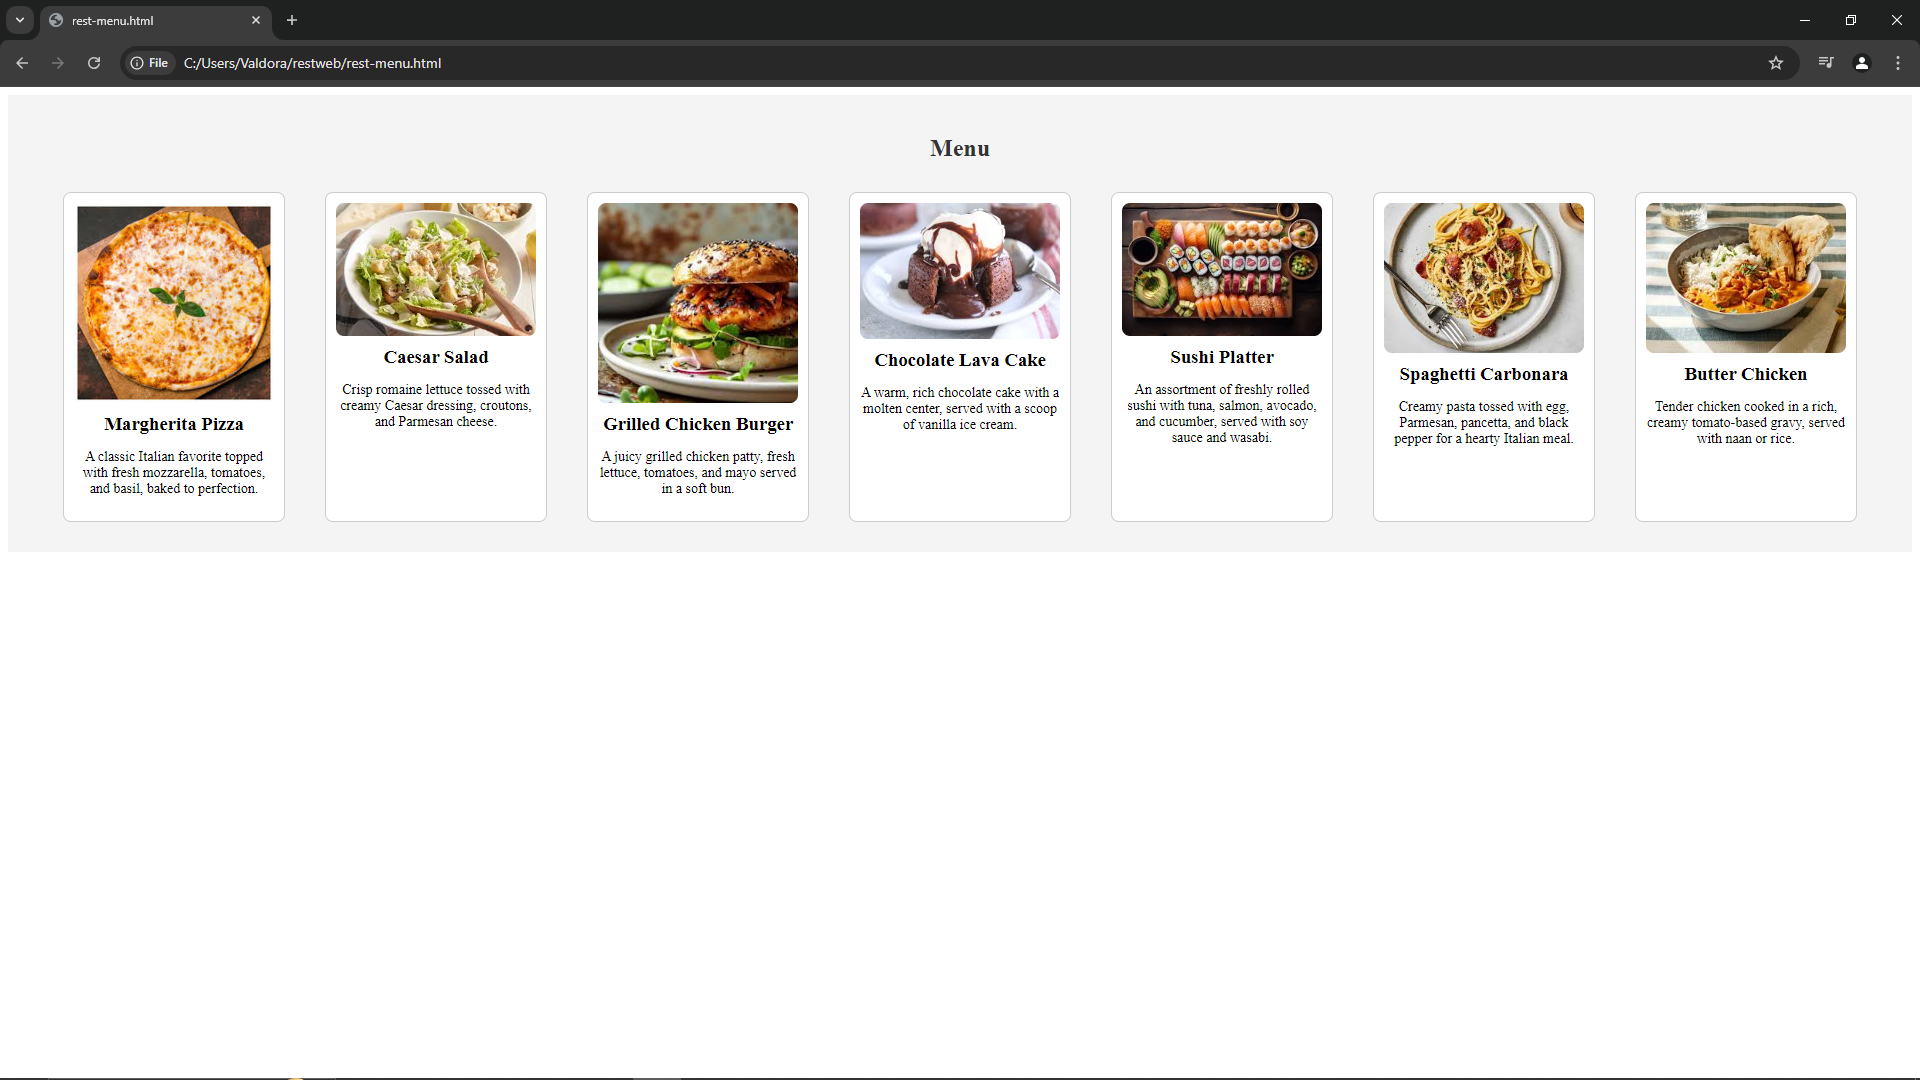 rest-menu.html
File
C:/Users/Valdora/restweb/rest-menu.html
Menu
Margherita Pizza
A classic Italian favorite topped
with fresh mozzarella, tomatoes,
and basil, baked to perfection.
Caesar Salad
Crisp romaine lettuce tossed with
creamy Caesar dressing, croutons,
and Parmesan cheese.
Grilled Chicken Burger
A juicy grilled chicken patty, fresh
lettuce, tomatoes, and mayo served
in a soft bun.
Chocolate Lava Cake
A warm, rich chocolate cake with a
molten center, served with a scoop
of vanilla ice cream.
Sushi Platter
An assortment of freshly rolled
sushi with tuna, salmon, avocado,
and cucumber, served with soy
sauce and wasabi.
Spaghetti Carbonara
Creamy pasta tossed with egg,
Parmesan, pancetta, and black
pepper for a hearty Italian meal.
Butter Chicken
Tender chicken cooked in a rich,
creamy tomato-based gravy, served
with naan or rice.